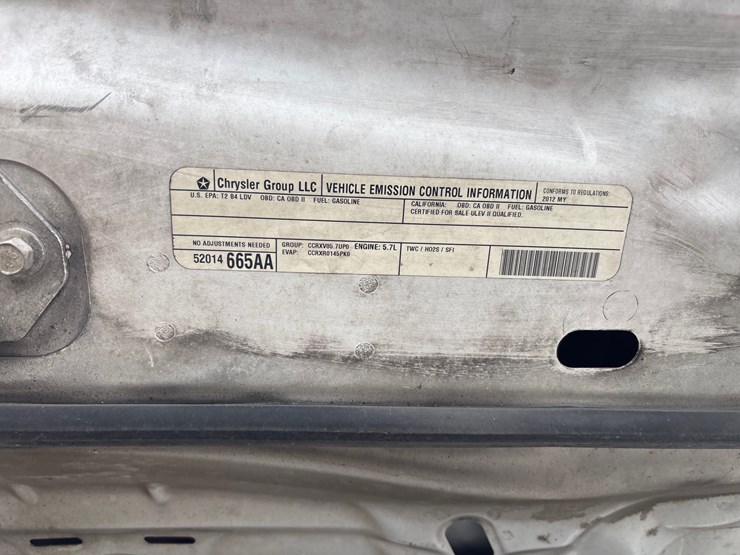 Chrysler Group LLC VEHICLE EMISSION CONTROL INFORMATION CONFORMS TO REGULATIONS:
2012 MY
U.S. EPA: T2 B4 LDV OBD: CA OBD II FUEL: GASOLINE
CALIFORNIA: OBD: CA OBD II FUEL: GASOLINE
CERTIFIED FOR SALE ULEV II QUALIFIED.
NO ADJUSTMENTS NEEDED
52014 665AA
GROUP: CCRXV05.7UP0 ENGINE: 5.7L
EVAP: CCRXR0145PK0
TWC / HO2S / SFI